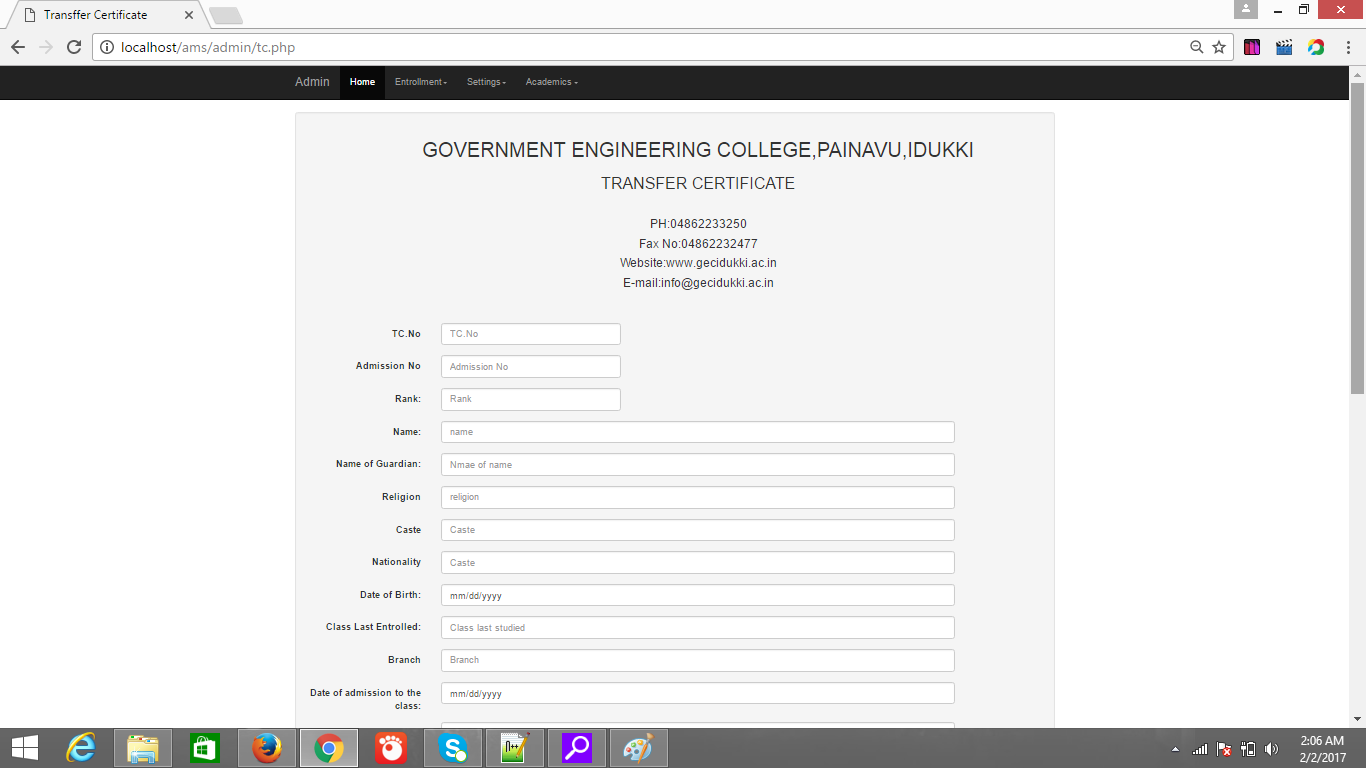 Transffer Certificate
localhost/ams/admin/tc.php
Admin Home Entrollment Settings Academics
GOVERNMENT ENGINEERING COLLEGE,PAINAVU,IDUKKI
TRANSFER CERTIFICATE
PH:04862233250
Fax No:04862232477
Website:www.gecidukki.ac.in
E-mail:info@gecidukki.ac.in
TC.No TC.No
Admission No Admission No
Rank: Rank
Name: name
Name of Guardian: Nmae of name
Religion religion
Caste Caste
Nationality Caste
Date of Birth: mm/dd/yyyy
Class Last Entrolled: Class last studied
Branch Branch
Date of admission to the class: mm/dd/yyyy
2:06 AM
2/2/2017